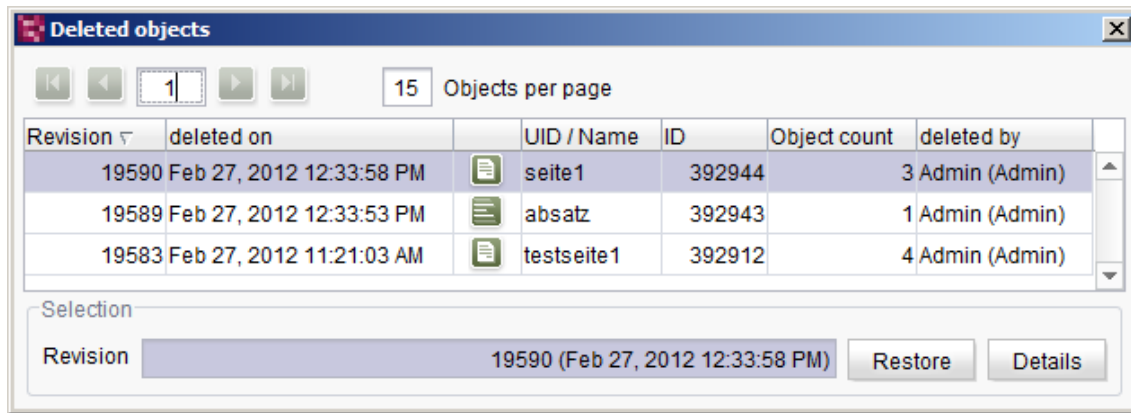 Deleted objects
1 15 Objects per page
Revision deleted on UID / Name ID Object count deleted by
19590 Feb 27, 2012 12:33:58 PM seite1 392944 3 Admin (Admin)
19589 Feb 27, 2012 12:33:53 PM absatz 392943 1 Admin (Admin)
19583 Feb 27, 2012 11:21:03 AM testseite1 392912 4 Admin (Admin)
Selection
Revision 19590 (Feb 27, 2012 12:33:58 PM) Restore Details